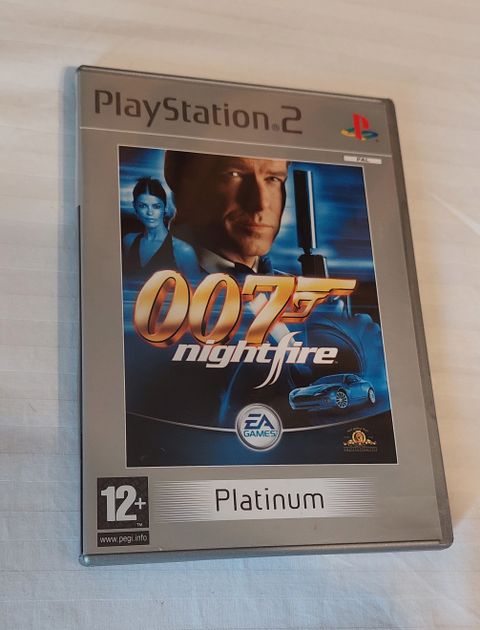 PlayStation®2
PAL
007
nightfire
EA
GAMES
12+
www.pegi.info
Platinum